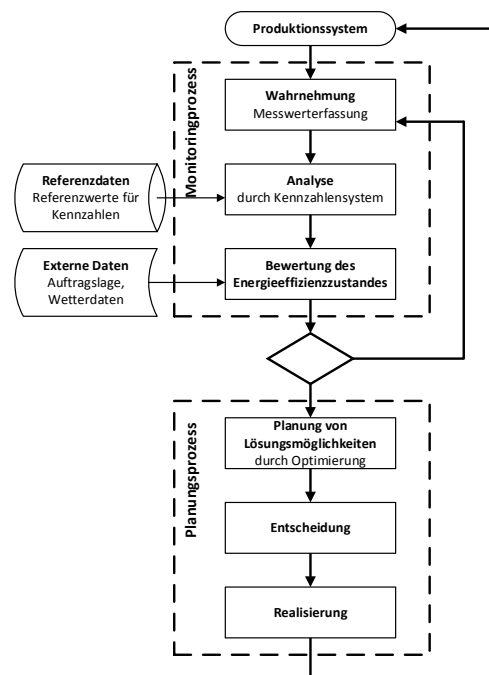 Produktionssystem
Monitoringprozess
Wahrnehmung
Messwerterfassung
Referenzdaten
Referenzwerte für
Kennzahlen
Analyse
durch Kennzahlensystem
Externe Daten
Auftragslage,
Wetterdaten
Bewertung des
Energieeffizienzzustandes
Planungsprozess
Planung von
Lösungsmöglichkeiten
durch Optimierung
Entscheidung
Realisierung